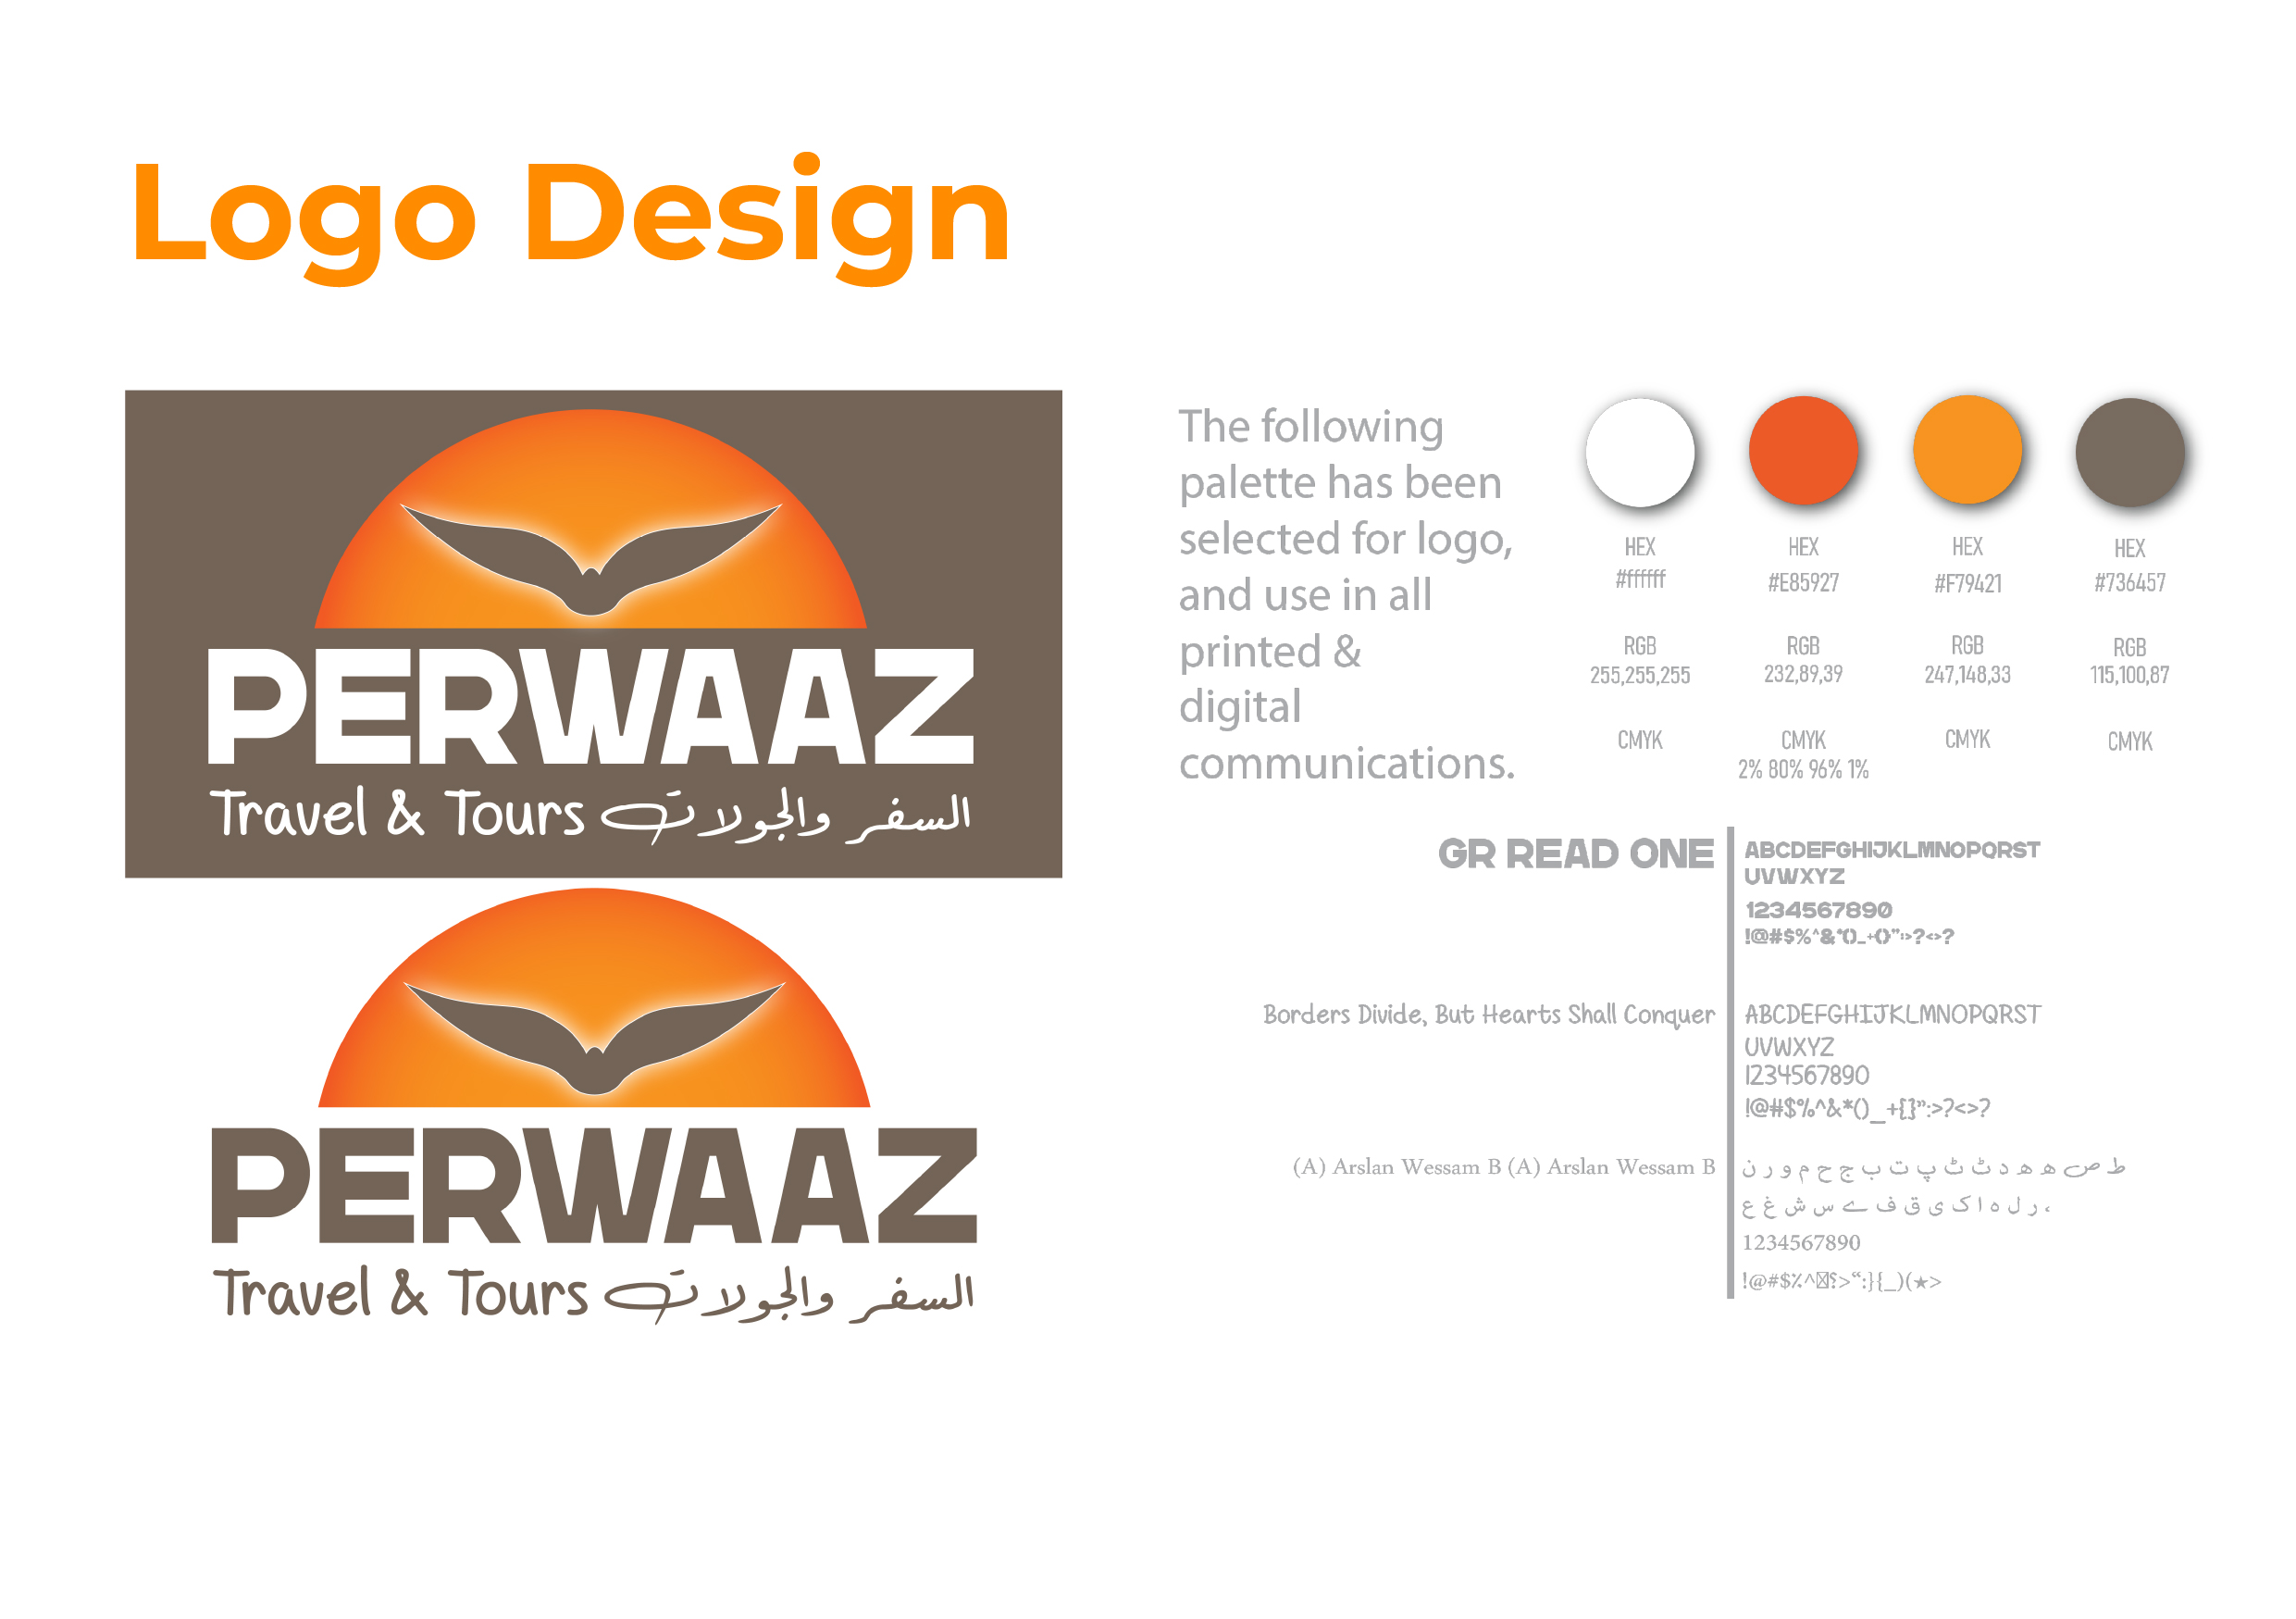 Logo Design
PERWAAZ
Travel & Tours السفر والجولات
PERWAAZ
Travel & Tours السفر والجولات
The following
palette has been
selected for logo,
and use in all
printed &
digital
communications.
HEX
#ffffff
RGB
255,255,255
CMYK
HEX
#E85927
RGB
232,89,39
CMYK
2% 80% 96% 1%
HEX
#F79421
RGB
247,148,33
CMYK
HEX
#736457
RGB
115,100,87
CMYK
GR READ ONE
ABCDEFGHIJKLMNOPQRST
UVWXYZ
1234567890
!@#$%^&*()_+{}":>?<>?
Borders Divide, But Hearts Shall Conquer
ABCDEFGHIJKLMNOPQRST
UVWXYZ
1234567890
!@#$%^&*()_+{}":>?<>?
(A) Arslan Wessam B (A) Arslan Wessam B
ط ص ھ ھ د ٹ ٹ پ ت ب ج ح م و ر ن
، ر ل ہ ا ک ی ق ف ے س ش غ ع
1234567890